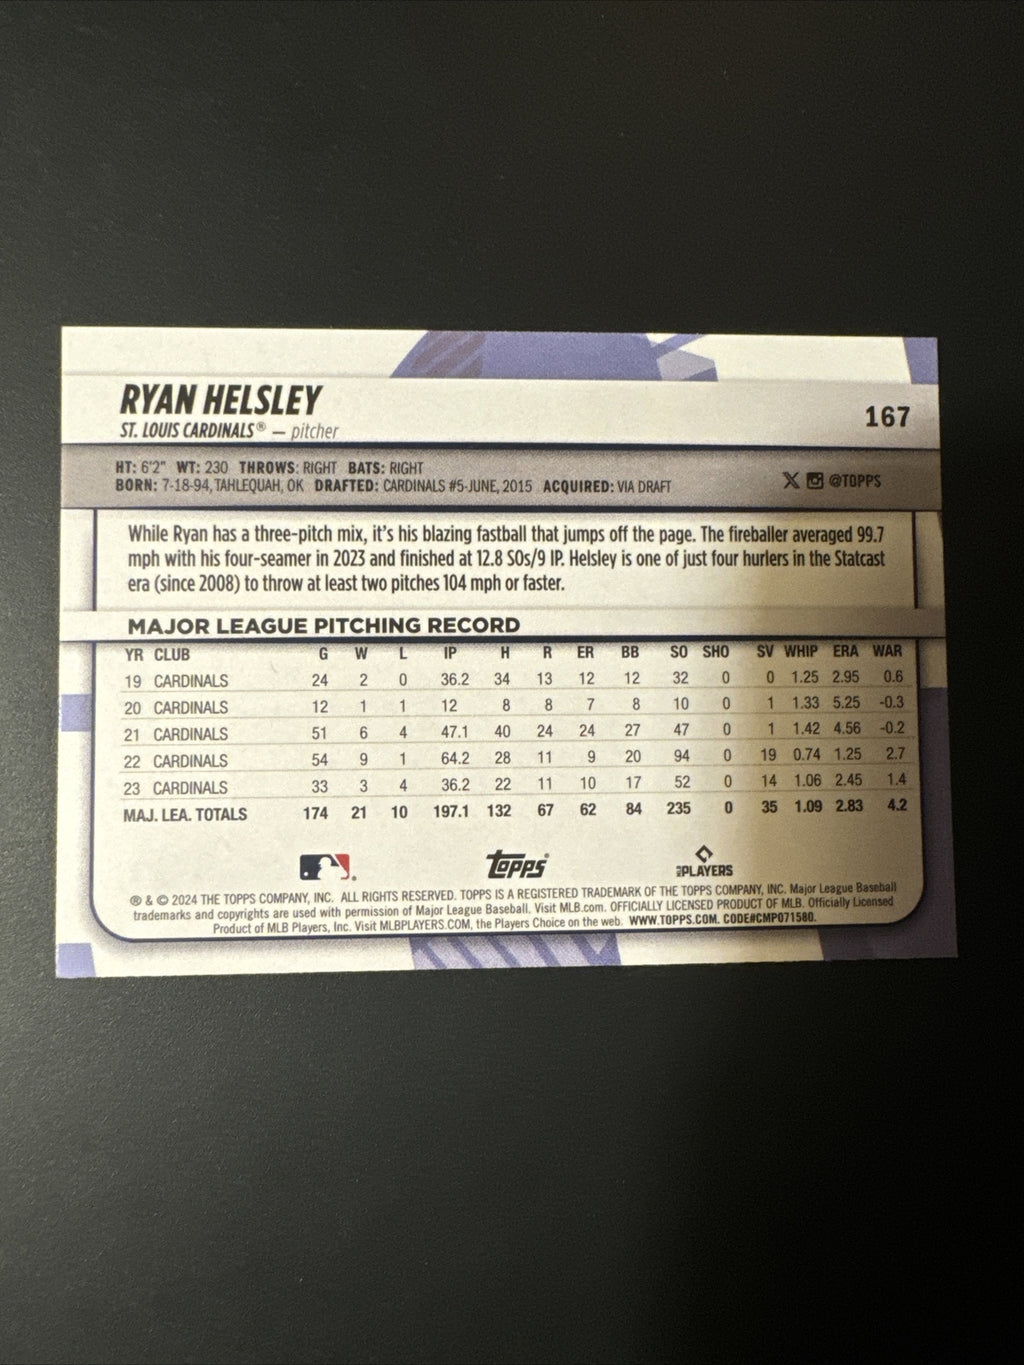 RYAN HELSLEY
167
ST. LOUIS CARDINALS® — pitcher
HT: 6'2" WT: 230 THROWS: RIGHT BATS: RIGHT
BORN: 7-18-94, TAHLEQUAH, OK DRAFTED: CARDINALS #5-JUNE, 2015 ACQUIRED: VIA DRAFT
@TOPPS
While Ryan has a three-pitch mix, it's his blazing fastball that jumps off the page. The fireballer averaged 99.7
mph with his four-seamer in 2023 and finished at 12.8 SOs/9 IP. Helsley is one of just four hurlers in the Statcast
era (since 2008) to throw at least two pitches 104 mph or faster.
MAJOR LEAGUE PITCHING RECORD
YR CLUB G W L IP H R ER BB SO SHO SV WHIP ERA WAR
19 CARDINALS 24 2 0 36.2 34 13 12 12 32 0 0 1.25 2.95 0.6
20 CARDINALS 12 1 1 12 8 8 7 8 10 0 1 1.33 5.25 -0.3
21 CARDINALS 51 6 4 47.1 40 24 24 27 47 0 1 1.42 4.56 -0.2
22 CARDINALS 54 9 1 64.2 28 11 9 20 94 0 19 0.74 1.25 2.7
23 CARDINALS 33 3 4 36.2 22 11 10 17 52 0 14 1.06 2.45 1.4
MAJ. LEA. TOTALS 174 21 10 197.1 132 67 62 84 235 0 35 1.09 2.83 4.2
Topps®
PLAYERS
® & © 2024 THE TOPPS COMPANY, INC. ALL RIGHTS RESERVED. TOPPS IS A REGISTERED TRADEMARK OF THE TOPPS COMPANY, INC. Major League Baseball
trademarks and copyrights are used with permission of Major League Baseball. Visit MLB.com. OFFICIALLY LICENSED PRODUCT OF MLB. Officially Licensed
Product of MLB Players, Inc. Visit MLBPLAYERS.COM, the Players Choice on the web. WWW.TOPPS.COM. CODE#CMP071580.